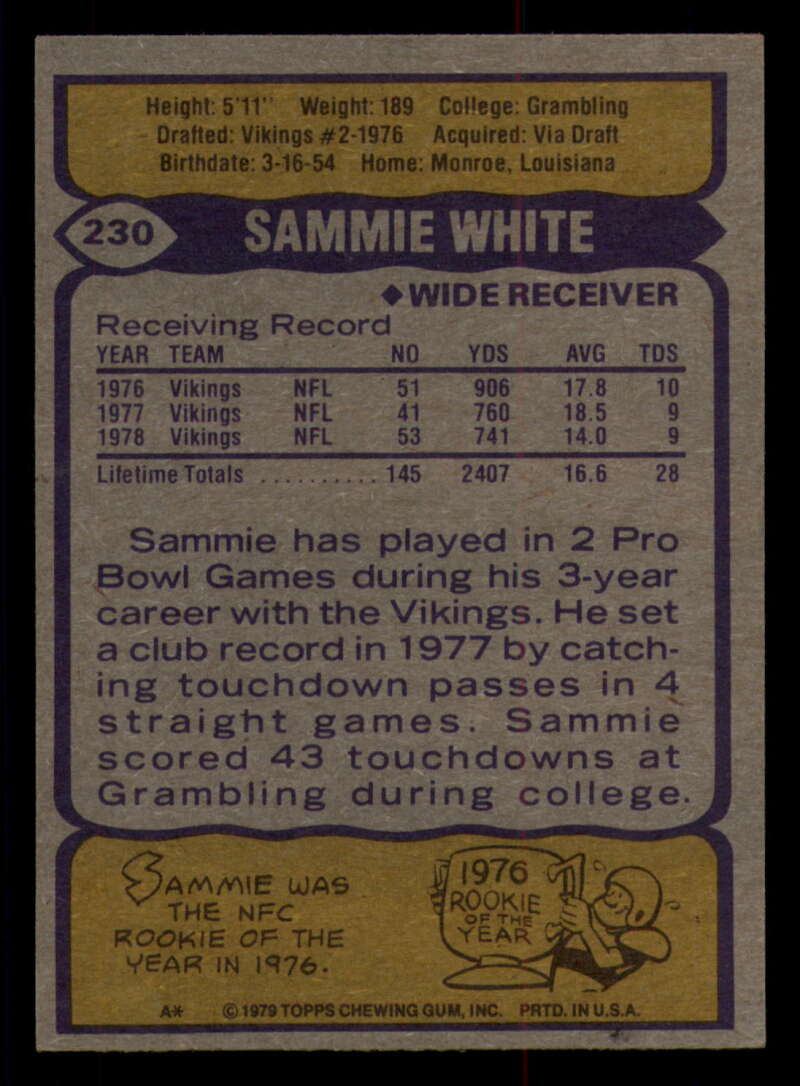 Height: 5'11" Weight: 189 College: Grambling
Drafted: Vikings #2-1976 Acquired: Via Draft
Birthdate: 3-16-54 Home: Monroe, Louisiana
230 SAMMIE WHITE
◆WIDE RECEIVER
Receiving Record
YEAR TEAM NO YDS AVG TDS
1976 Vikings NFL 51 906 17.8 10
1977 Vikings NFL 41 760 18.5 9
1978 Vikings NFL 53 741 14.0 9
Lifetime Totals .......... 145 2407 16.6 28
Sammie has played in 2 Pro
Bowl Games during his 3-year
career with the Vikings. He set
a club record in 1977 by catch-
ing touchdown passes in 4
straight games. Sammie
scored 43 touchdowns at
Grambling during college.
SAMMIE WAS
THE NFC
ROOKIE OF THE
YEAR IN 1976.
1976
ROOKIE
OF THE
YEAR
A* © 1979 TOPPS CHEWING GUM, INC. PRTD. IN U.S.A.